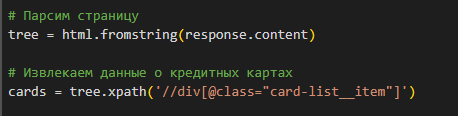 # Парсим страницу
tree = html.fromstring(response.content)
# Извлекаем данные о кредитных картах
cards = tree.xpath('//div[@class="card-list__item"]')